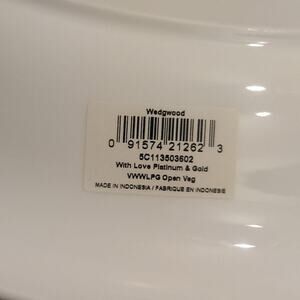 Wedgwood
0 91574 21262 3
5C113503602
With Love Platinum & Gold
VWWLPG Open Veg
MADE IN INDONESIA / FABRIQUE EN INDONESIE